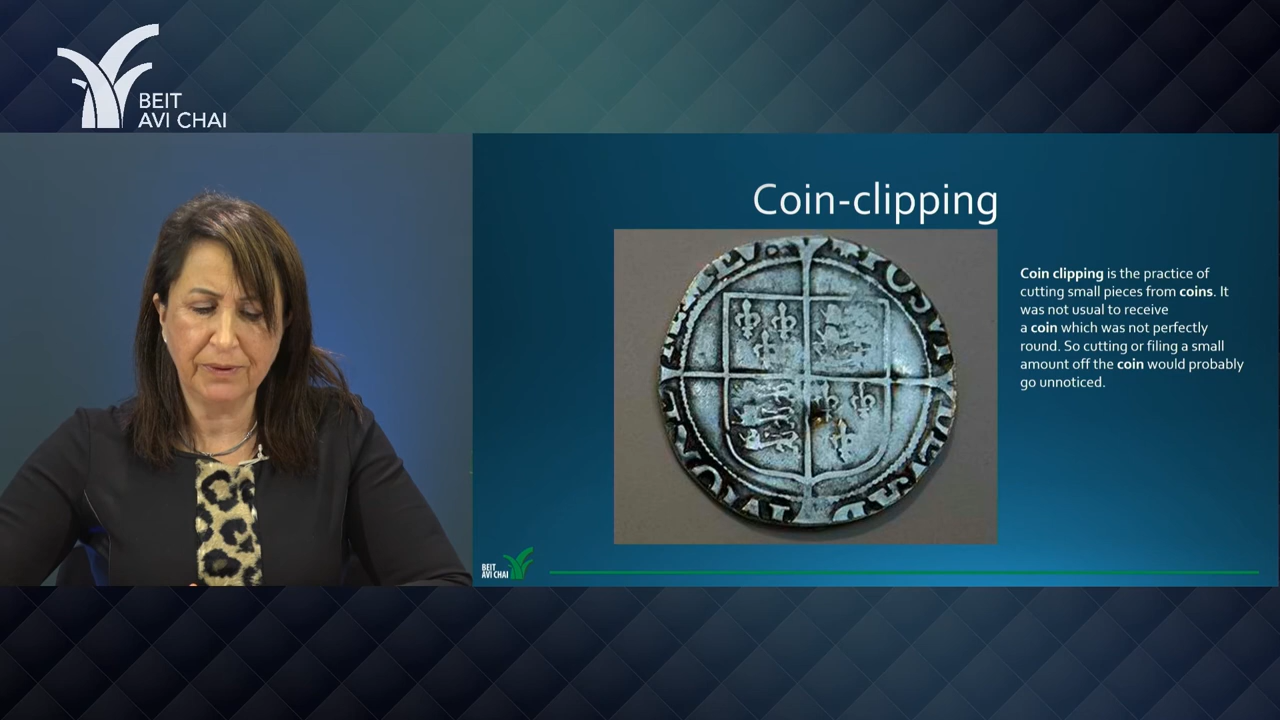 BEIT
AVI CHAI
Coin-clipping
Coin clipping is the practice of
cutting small pieces from coins. It
was not usual to receive
a coin which was not perfectly
round. So cutting or filing a small
amount off the coin would probably
go unnoticed.
BEIT
AVI CHAI